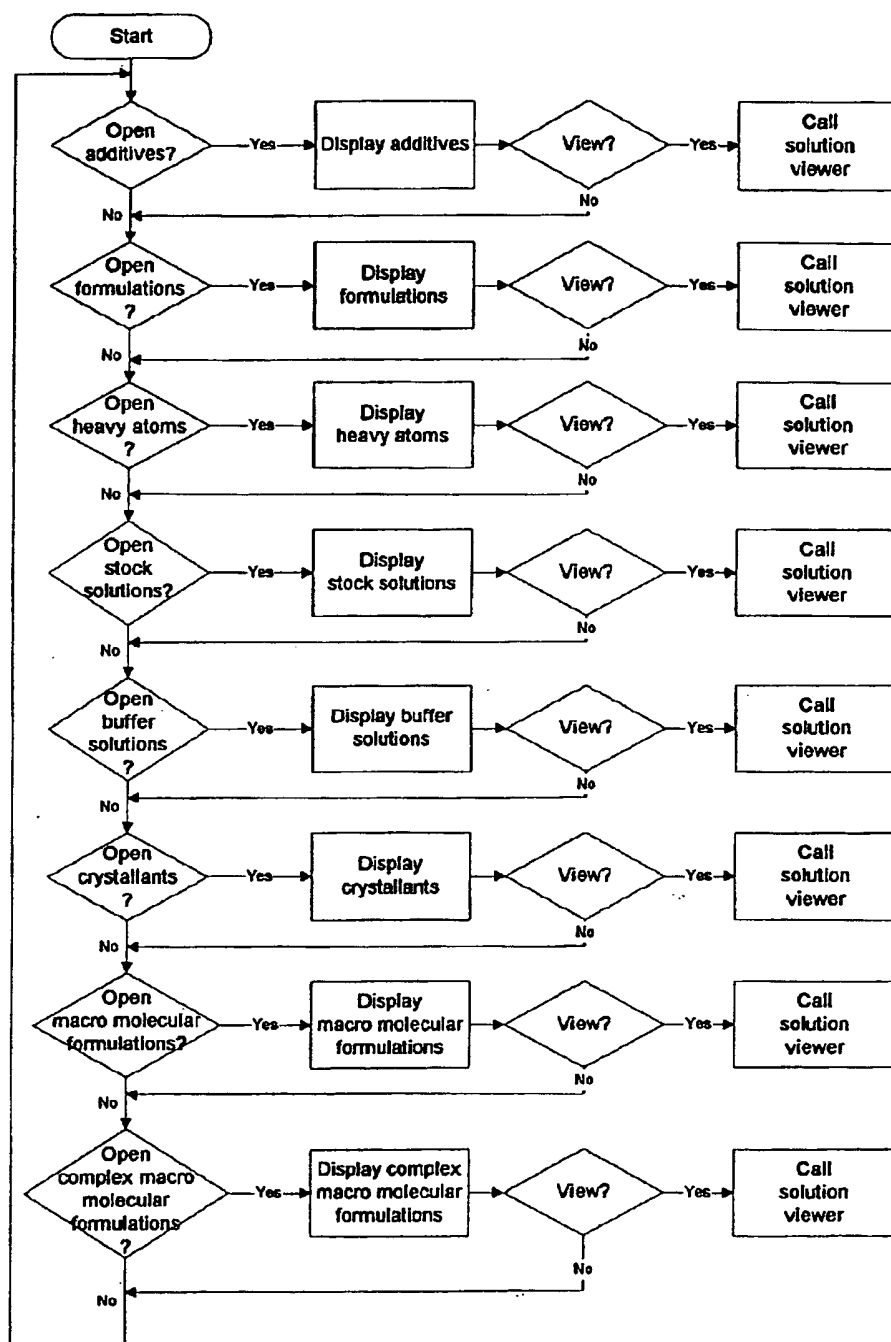 Start
Open
additives?
Yes
Display additives
View?
Yes
Call
solution
viewer
No
No
Open
formulations
?
Yes
Display
formulations
View?
Yes
Call
solution
viewer
No
No
Open
heavy atoms
?
Yes
Display
heavy atoms
View?
Yes
Call
solution
viewer
No
No
Open
stock
solutions?
Yes
Display
stock solutions
View?
Yes
Call
solution
viewer
No
No
Open
buffer
solutions
?
Yes
Display buffer
solutions
View?
Yes
Call
solution
viewer
No
No
Open
crystallants
?
Yes
Display
crystallants
View?
Yes
Call
solution
viewer
No
No
Open
macro molecular
formulations?
Yes
Display
macro molecular
formulations
View?
Yes
Call
solution
viewer
No
No
Open
complex macro
molecular
formulations
?
Yes
Display complex
macro molecular
formulations
View?
Yes
Call
solution
viewer
No
No